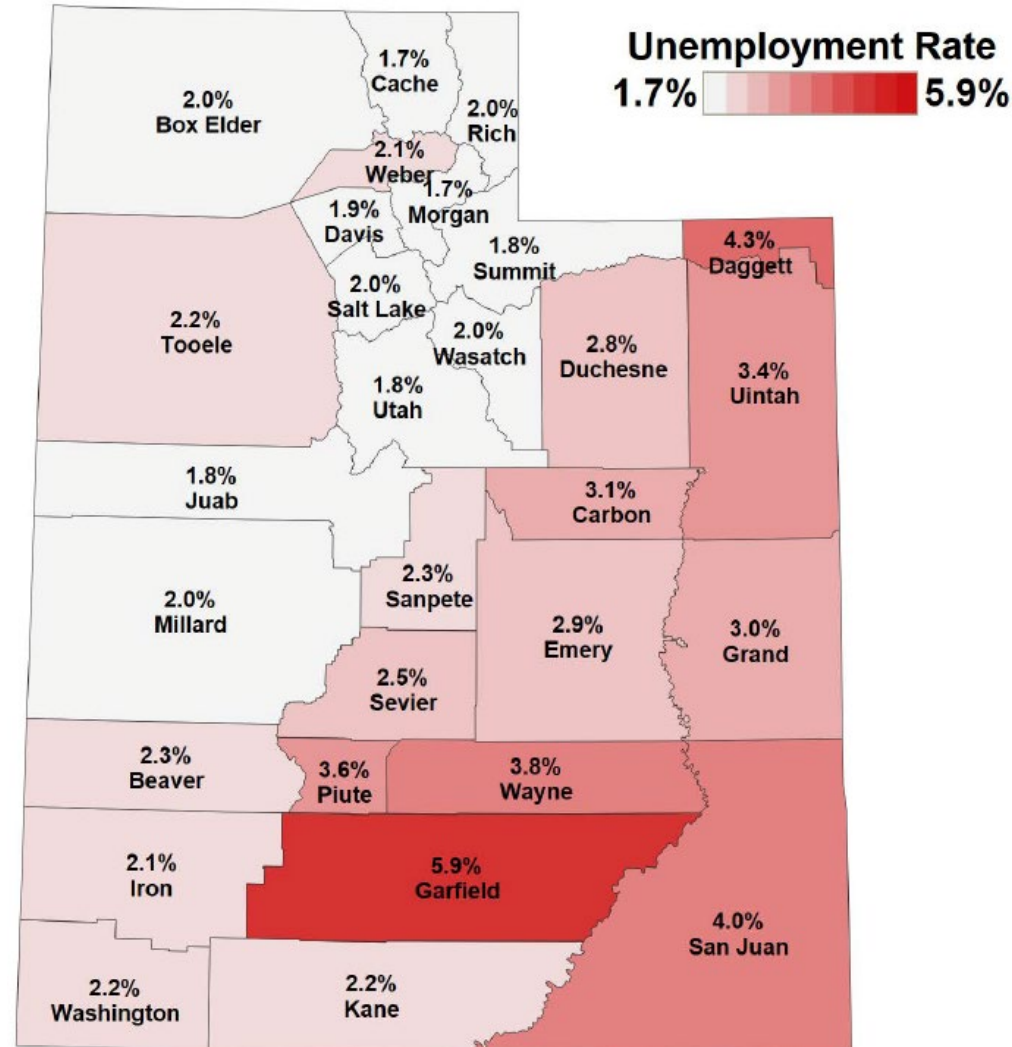 Unemployment Rate
1.7% 5.9%
1.7%
Cache
2.0%
Box Elder
2.0%
Rich
2.1%
Weber
1.7%
Morgan
1.9%
Davis
1.8%
Summit
4.3%
Daggett
2.0%
Salt Lake
2.2%
Tooele
2.0%
Wasatch
2.8%
Duchesne
3.4%
Uintah
1.8%
Utah
1.8%
Juab
3.1%
Carbon
2.3%
Sanpete
2.0%
Millard
2.9%
Emery
3.0%
Grand
2.5%
Sevier
2.3%
Beaver
3.6%
Piute
3.8%
Wayne
2.1%
Iron
5.9%
Garfield
4.0%
San Juan
2.2%
Washington
2.2%
Kane